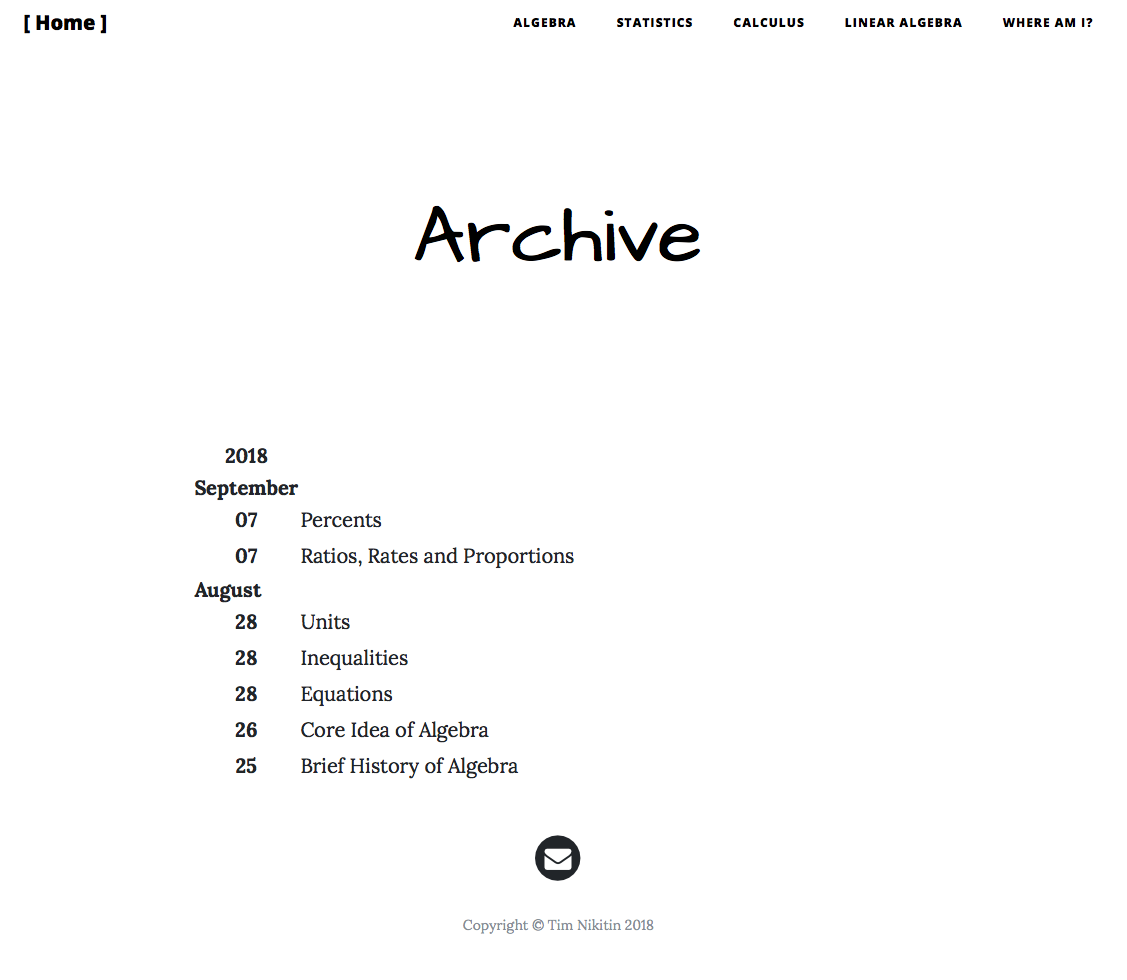 [ Home ] ALGEBRA STATISTICS CALCULUS LINEAR ALGEBRA WHERE AM I?
Archive
2018
September
07 Percents
07 Ratios, Rates and Proportions
August
28 Units
28 Inequalities
28 Equations
26 Core Idea of Algebra
25 Brief History of Algebra
Copyright © Tim Nikitin 2018